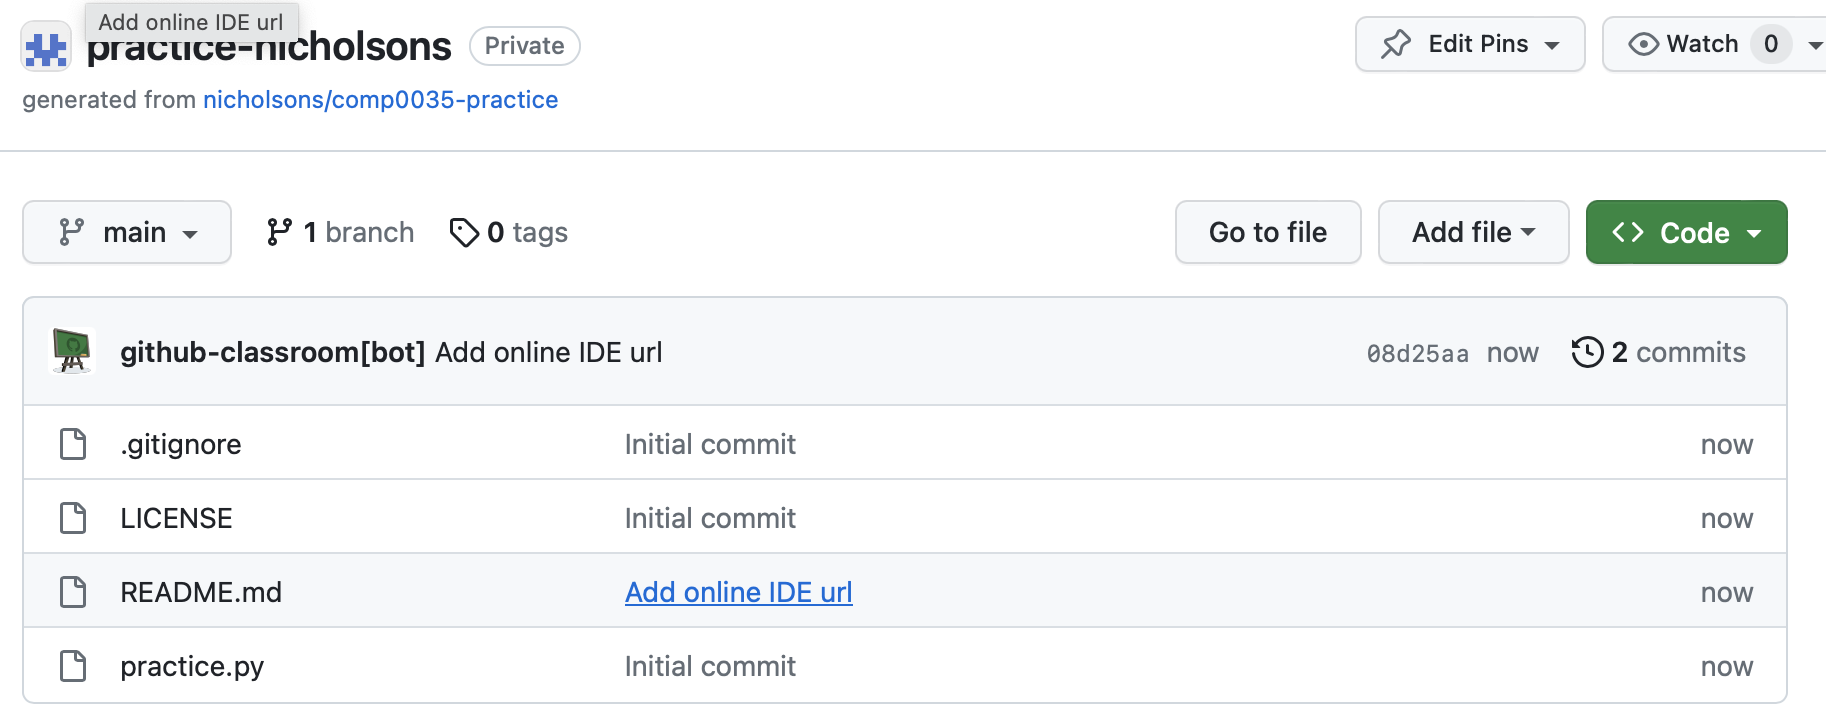 Add online IDE url
practice-nicholsons Private Edit Pins Watch 0
generated from nicholsons/comp0035-practice
main 1 branch 0 tags Go to file Add file Code
github-classroom[bot] Add online IDE url 08d25aa now 2 commits
.gitignore Initial commit now
LICENSE Initial commit now
README.md Add online IDE url now
practice.py Initial commit now